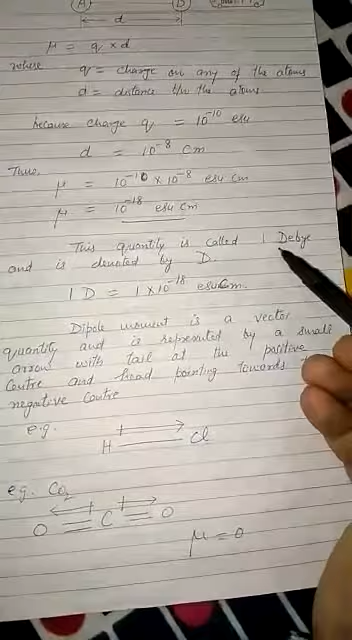 d
μ = q × d
where
q = charge on any of the atoms
d = distance b/w the atoms
because charge q = 10⁻¹⁰ esu
d = 10⁻⁸ cm
Thus,
μ = 10⁻¹⁰ × 10⁻⁸ esu cm
μ = 10⁻¹⁸ esu cm
This quantity is called 1 Debye
and is denoted by D.
1 D = 1 × 10⁻¹⁸ esu cm.
Dipole moment is a vector
quantity and is represented by a small
arrow with tail at the positive
centre and head pointing towards
negative centre
e.g.
H Cl
eg. CO₂
O = C = O
μ = 0